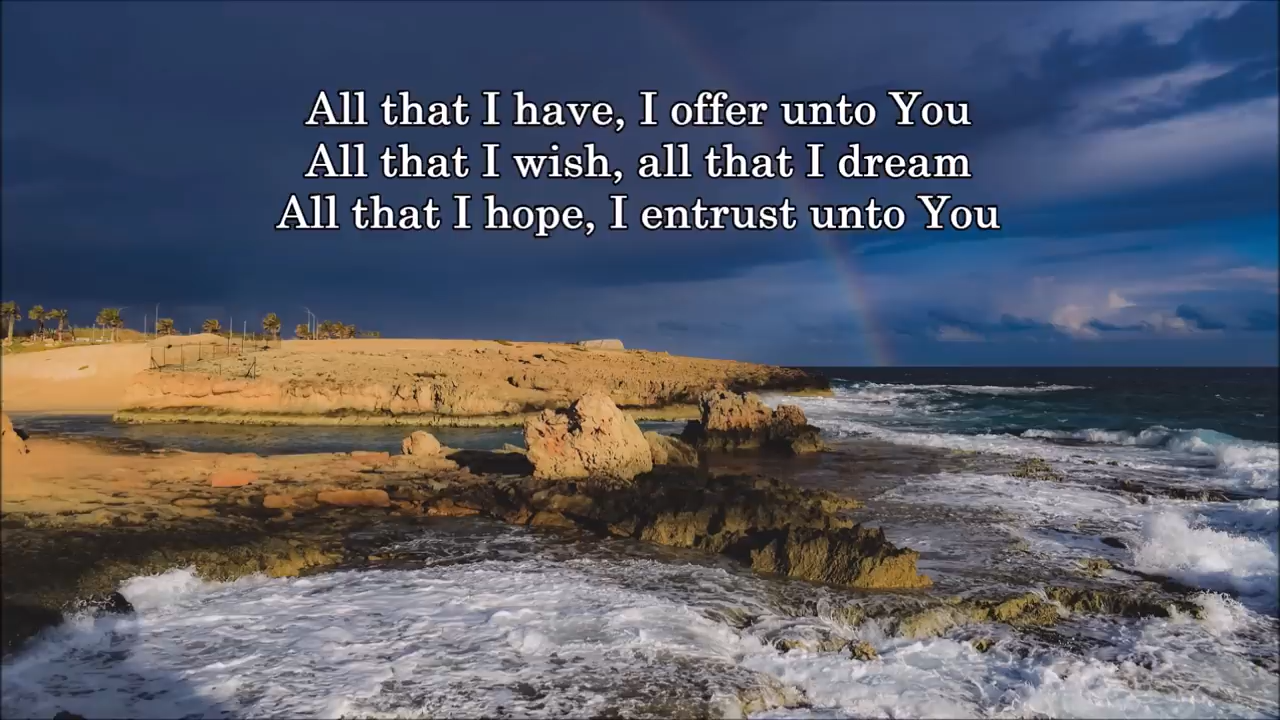 All that I have, I offer unto You
All that I wish, all that I dream
All that I hope, I entrust unto You